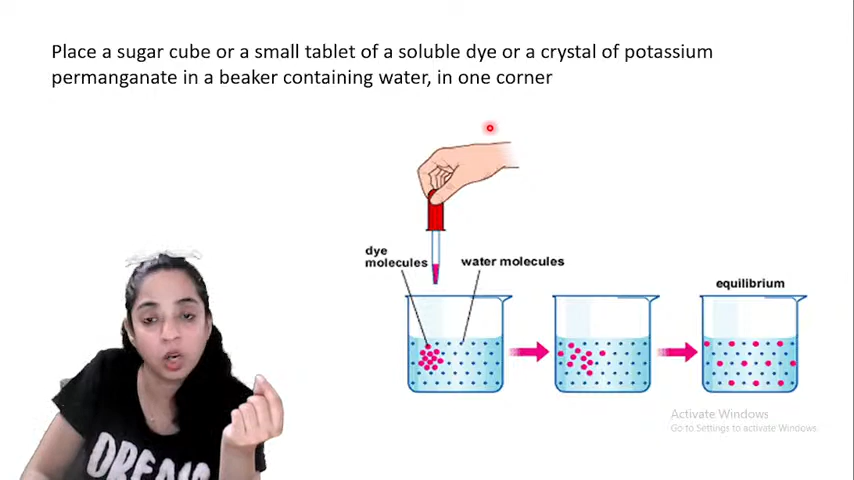 Place a sugar cube or a small tablet of a soluble dye or a crystal of potassium
permanganate in a beaker containing water, in one corner
dye
molecules
water molecules
equilibrium
Activate Windows
Go to Settings to activate Windows.